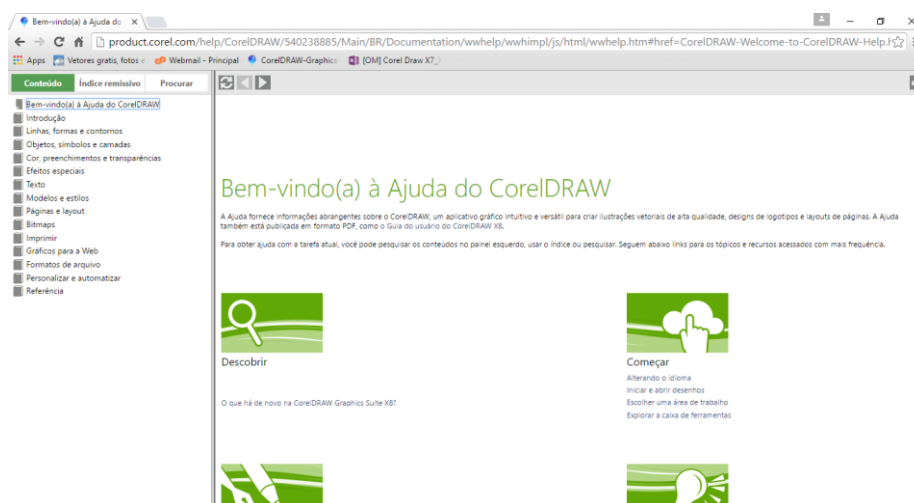 Bem-vindo(a) à Ajuda do
product.corel.com/help/CorelDRAW/540238885/Main/BR/Documentation/wwhelp/wwhimpl/js/html/wwhelp.htm#href=CorelDRAW-Welcome-to-CorelDRAW-Help.h
Apps Vetores gratis, fotos e Webmail - Principal CorelDRAW-Graphics- [OM] Corel Draw X7_
Conteúdo Índice remissivo Procurar
Bem-vindo(a) à Ajuda do CorelDRAW
Introdução
Linhas, formas e contornos
Objetos, símbolos e camadas
Cor, preenchimentos e transparências
Efeitos especiais
Texto
Modelos e estilos
Páginas e layout
Bitmaps
Imprimir
Gráficos para a Web
Formatos de arquivo
Personalizar e automatizar
Referência
Bem-vindo(a) à Ajuda do CorelDRAW
A Ajuda fornece informações abrangentes sobre o CorelDRAW, um aplicativo gráfico intuitivo e versátil para criar ilustrações vetoriais de alta qualidade, designs de logotipos e layouts de páginas. A Ajuda
também está publicada em formato PDF, como o Guia do usuário do CorelDRAW X8.
Para obter ajuda com a tarefa atual, você pode pesquisar os conteúdos no painel esquerdo, usar o índice ou pesquisar. Seguem abaixo links para os tópicos e recursos acessados com mais frequência.
Descobrir
O que há de novo na CorelDRAW Graphics Suite X8?
Começar
Alterando o idioma
Iniciar e abrir desenhos
Escolher uma área de trabalho
Explorar a caixa de ferramentas